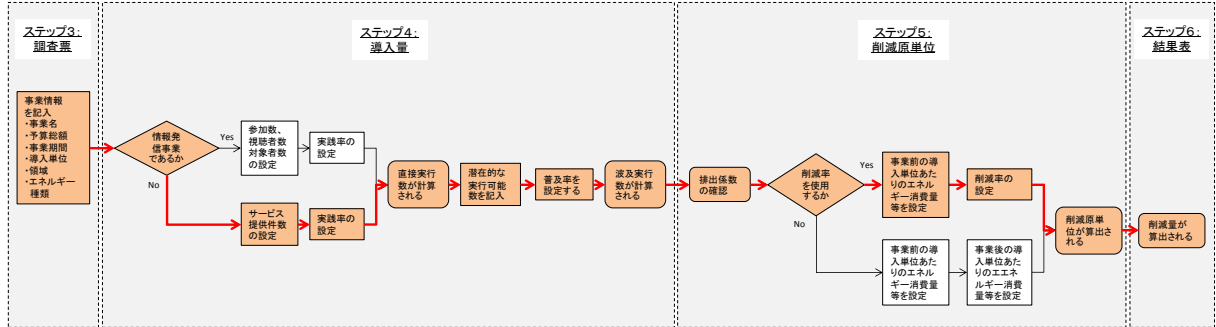 ステップ3:
調査票
事業情報
を記入
・事業名
・予算総額
・事業期間
・導入単位
・領域
・エネルギー
種類
ステップ4:
導入量
情報発
信事業
であるか
Yes
No
参加数、
視聴者数
対象者数
の設定
実践率の
設定
サービス
提供件数
の設定
実践率の
設定
直接実行
数が計算
される
潜在的な
実行可能
数を記入
普及率を
設定する
波及実行
数が計算
される
ステップ5:
削減原単位
排出係数
の確認
削減率
を使用
するか
Yes
No
事業前の導
入単位あた
りのエネル
ギー消費量
等を設定
削減率の
設定
事業前の導
入単位あた
りのエネル
ギー消費量
等を設定
事業後の導
入単位あた
りのエエネ
ルギー消費
量等を設定
削減原単
位が算出さ
れる
ステップ6:
結果表
削減量が
算出される